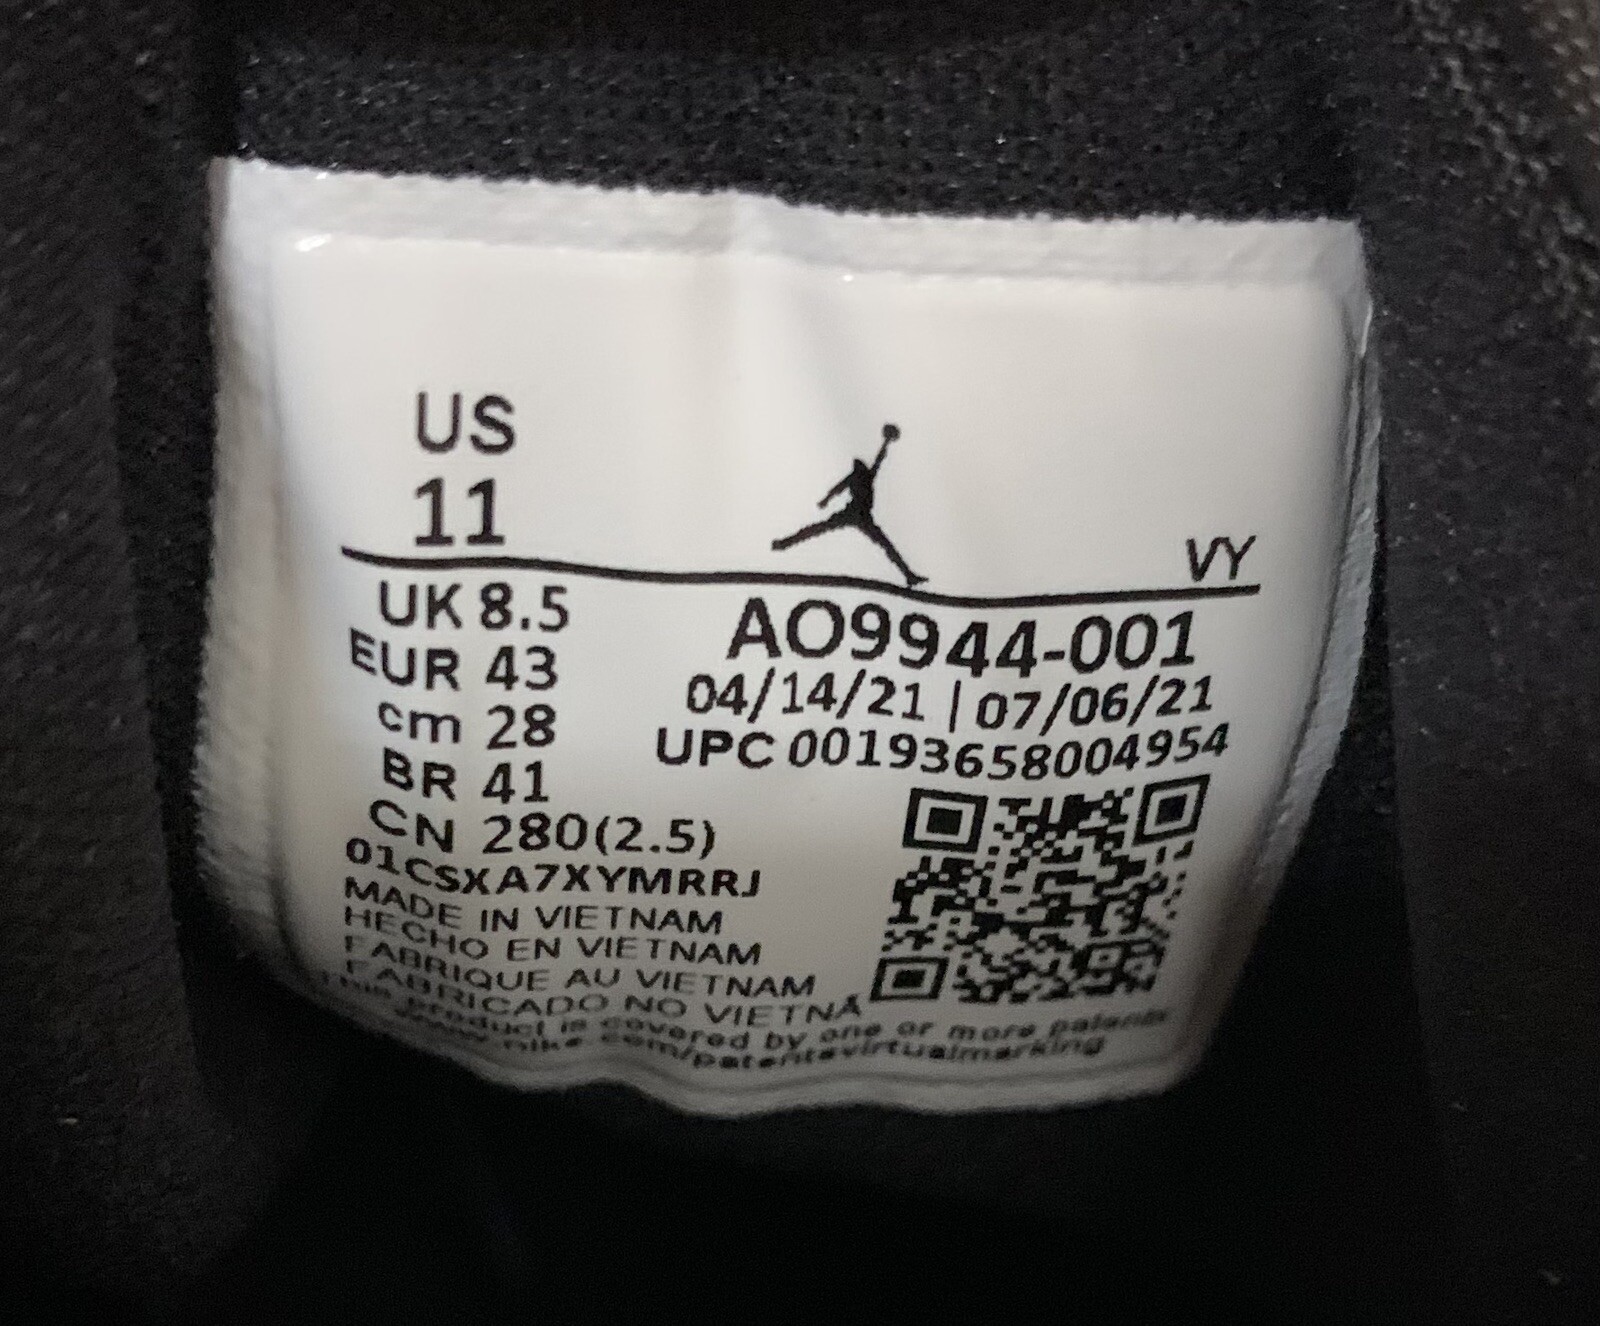 US
11
VY
UK 8.5
EUR 43
cm 28
BR 41
CN 280(2.5)
AO9944-001
04/14/21 | 07/06/21
UPC 00193658004954
01CSXA7XYMRRJ
MADE IN VIETNAM
HECHO EN VIETNAM
FABRIQUE AU VIETNAM
FABRICADO NO VIETNÃ
This product is covered by one or more patents
www.nike.com/patentsvirtualmarking